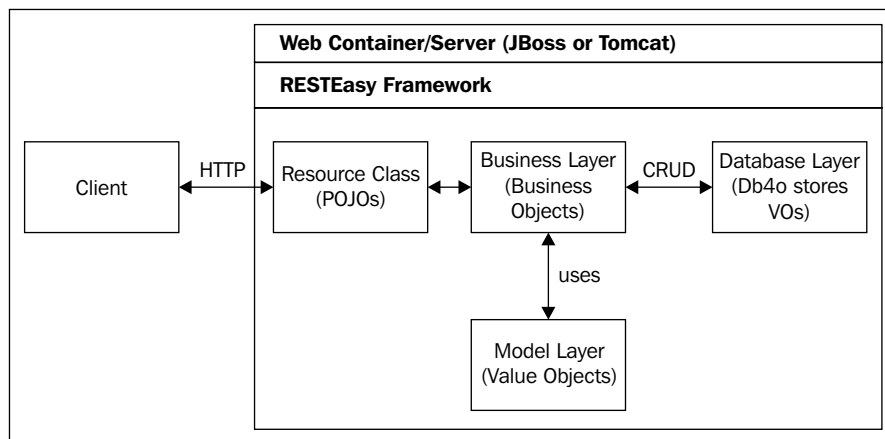 Web Container/Server (JBoss or Tomcat)
RESTEasy Framework
Client
HTTP
Resource Class
(POJOs)
Business Layer
(Business
Objects)
CRUD
Database Layer
(Db4o stores
VOs)
uses
Model Layer
(Value Objects)